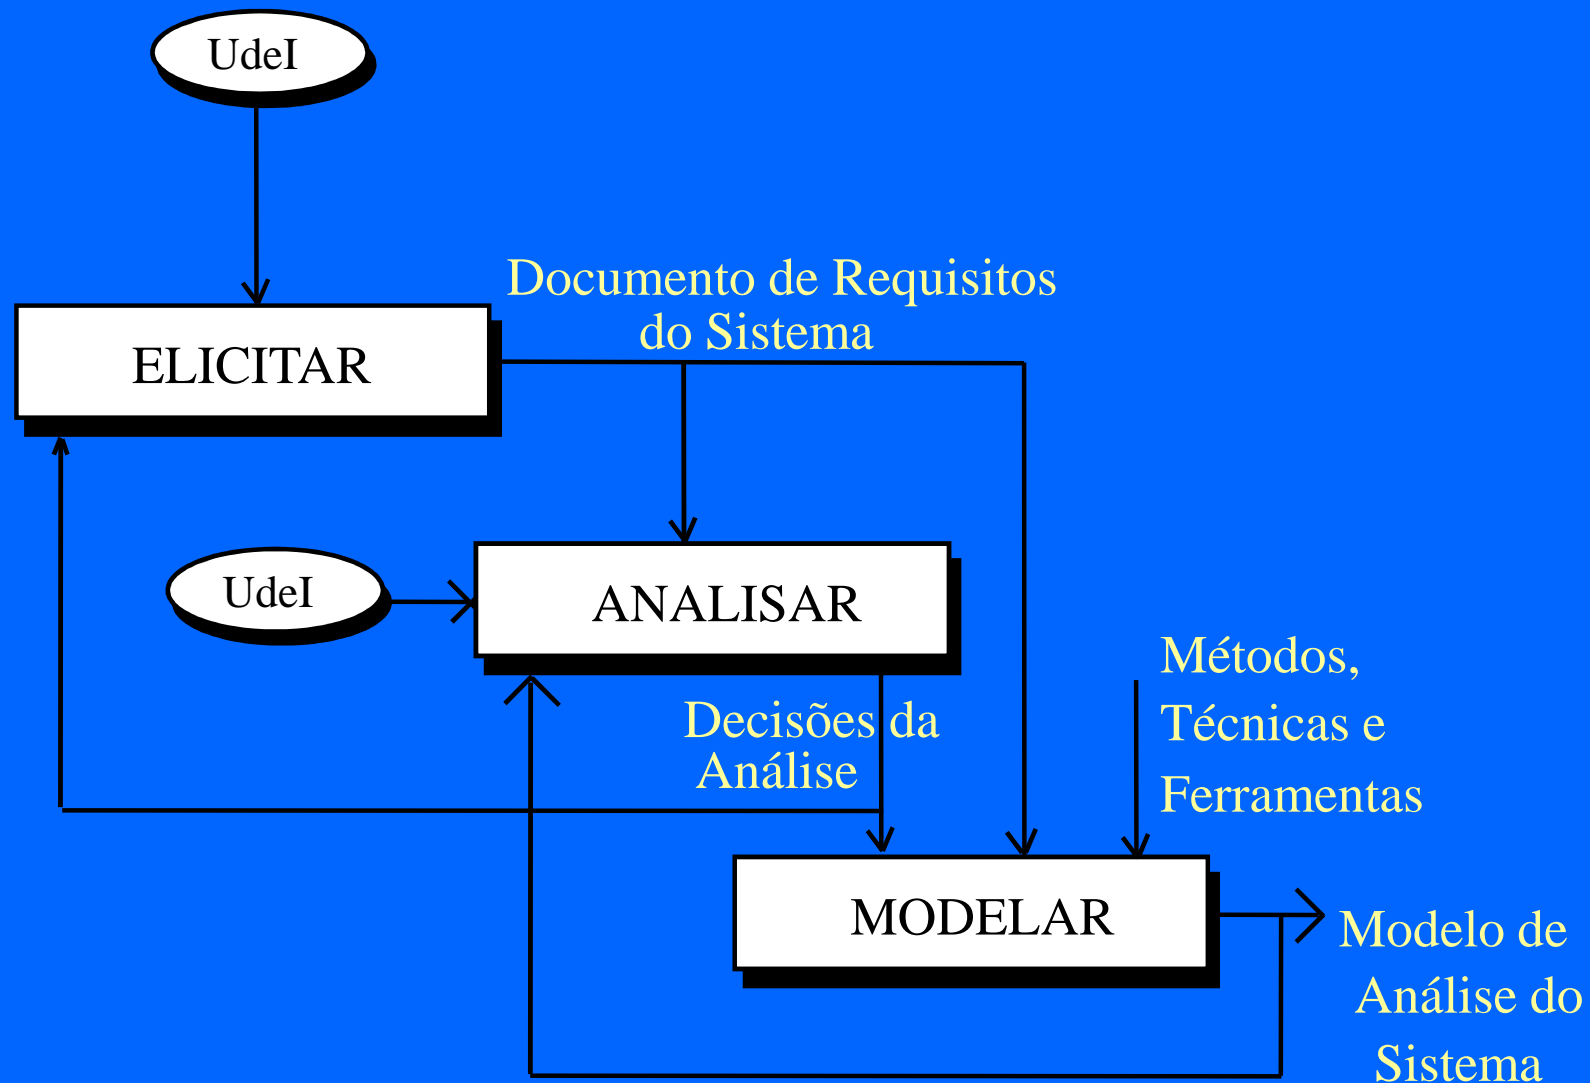 UdeI
Documento de Requisitos
do Sistema
ELICITAR
UdeI
ANALISAR
Decisões da
Análise
Métodos,
Técnicas e
Ferramentas
MODELAR
Modelo de
Análise do
Sistema